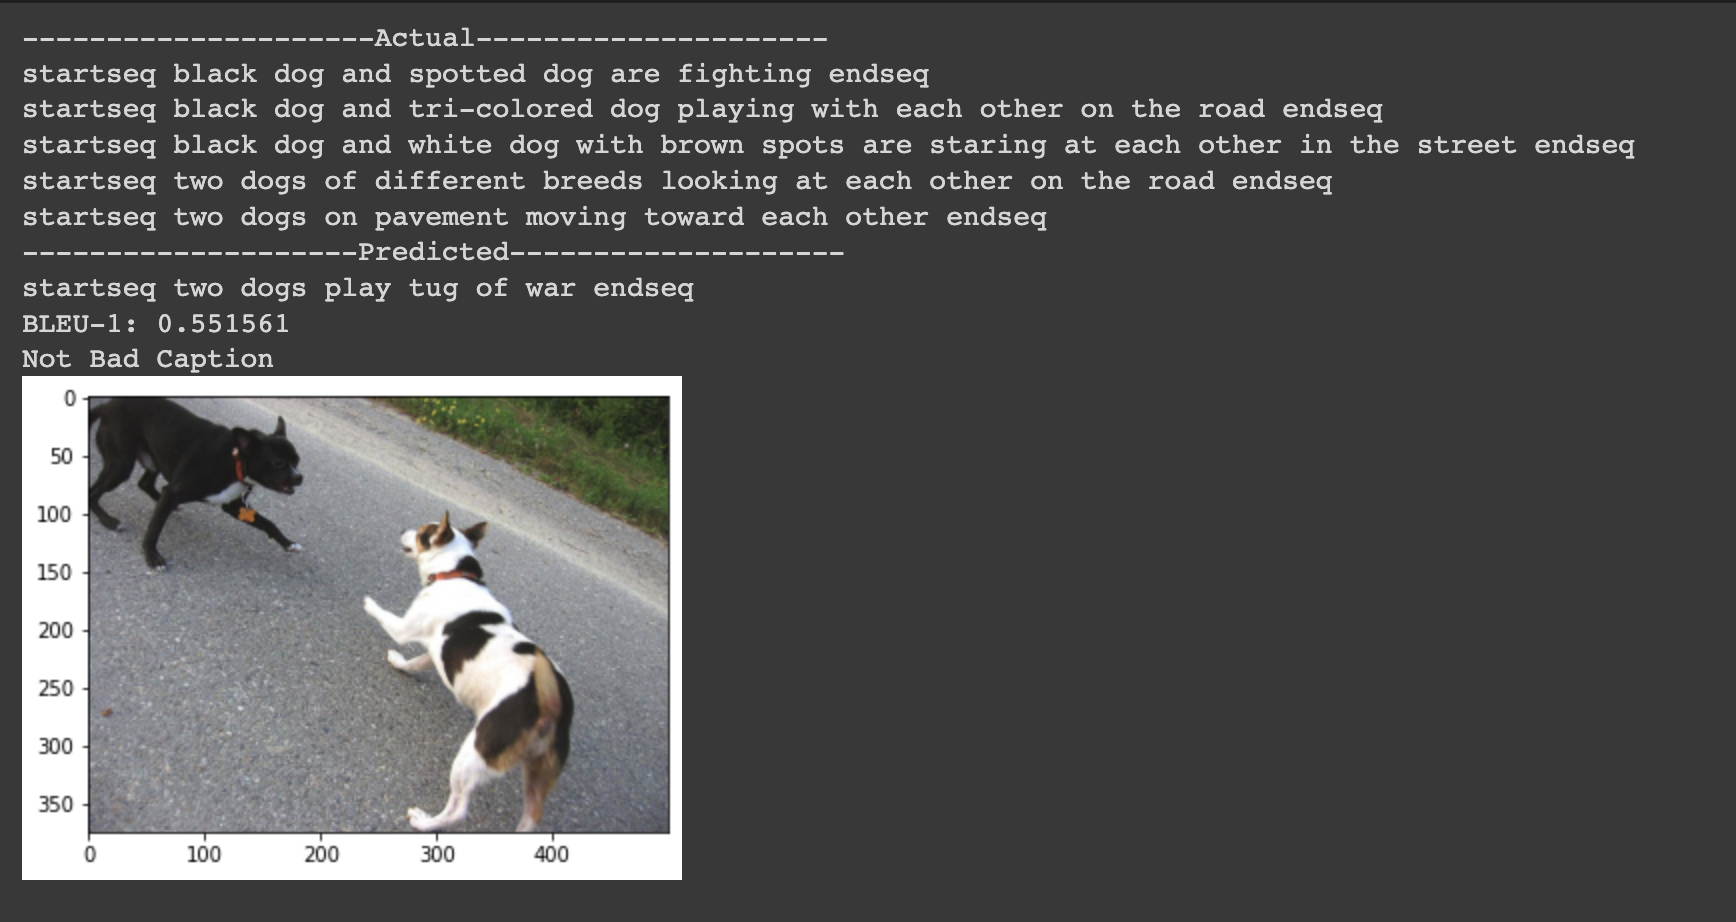 ---------------------Actual---------------------
startseq black dog and spotted dog are fighting endseq
startseq black dog and tri-colored dog playing with each other on the road endseq
startseq black dog and white dog with brown spots are staring at each other in the street endseq
startseq two dogs of different breeds looking at each other on the road endseq
startseq two dogs on pavement moving toward each other endseq
--------------------Predicted--------------------
startseq two dogs play tug of war endseq
BLEU-1: 0.551561
Not Bad Caption
0
50
100
150
200
250
300
350
0 100 200 300 400